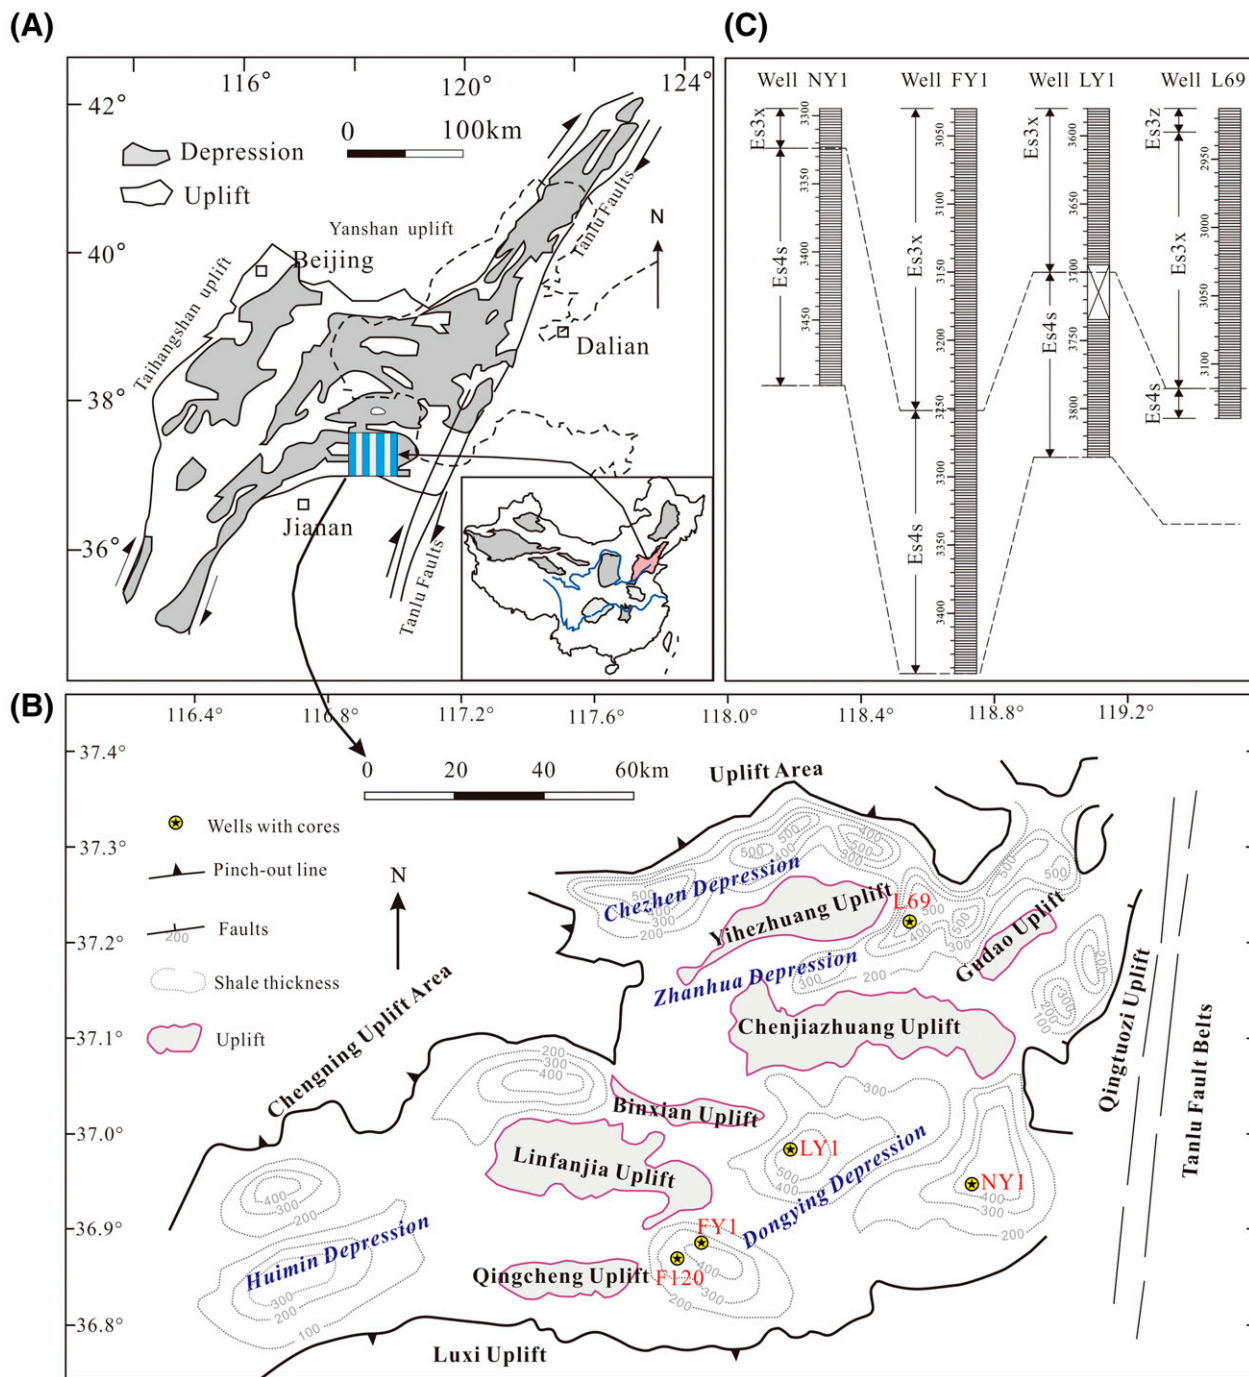 (A)
116°
120°
124°
42°
40°
38°
36°
0
100km
Depression
Uplift
Yanshan uplift
Taihangshan uplift
Tanlu Faults
N
Beijing
Dalian
Jianan
Tanlu Faults
(C)
Well NY1
Well FY1
Well LY1
Well L69
Es3x
Es4s
3300
3350
3400
3450
Es3x
Es4s
3050
3100
3150
3200
3250
3300
3350
3400
Es3x
Es4s
3600
3650
3700
3750
3800
Es3z
Es3x
Es4s
2950
3000
3050
3100
(B)
116.4°
116.8°
117.2°
117.6°
118.0°
118.4°
118.8°
119.2°
37.4°
37.3°
37.2°
37.1°
37.0°
36.9°
36.8°
0
20
40
60km
Wells with cores
Pinch-out line
Faults
200
Shale thickness
Uplift
N
Uplift Area
Chezhen Depression
Yihezhuang Uplift
L69
Gudao Uplift
Zhanhua Depression
Chenjiazhuang Uplift
Chengning Uplift Area
Qingtuozi Uplift
Tanlu Fault Belts
Binxian Uplift
Linfanjia Uplift
LY1
Dongying Depression
NY1
FY1
F120
Huimin Depression
Qingcheng Uplift
Luxi Uplift